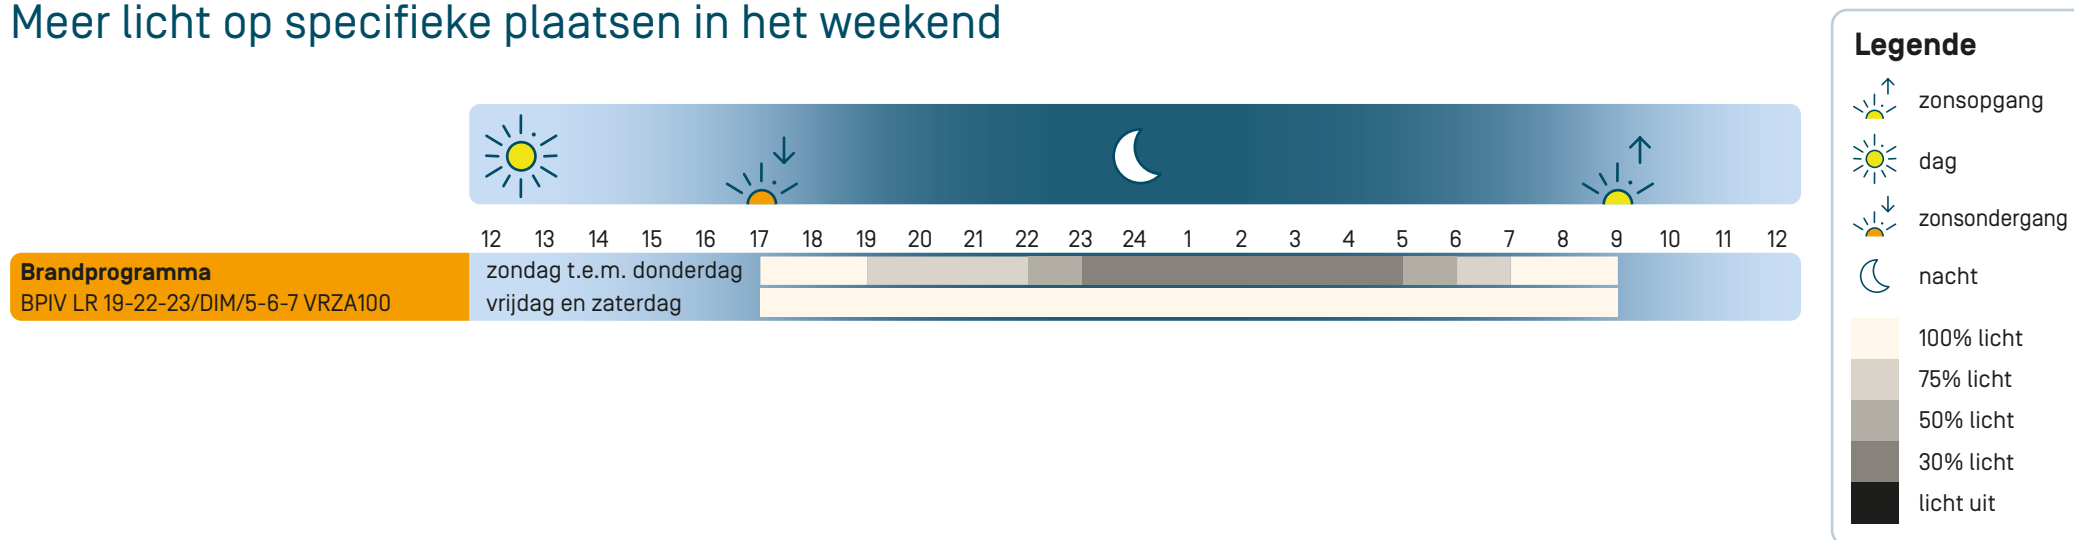 Meer licht op specifieke plaatsen in het weekend
12 13 14 15 16 17 18 19 20 21 22 23 24 1 2 3 4 5 6 7 8 9 10 11 12
Brandprogramma
BPIV LR 19-22-23/DIM/5-6-7 VRZA100
zondag t.e.m. donderdag
vrijdag en zaterdag
Legende
zonsopgang
dag
zonsondergang
nacht
100% licht
75% licht
50% licht
30% licht
licht uit